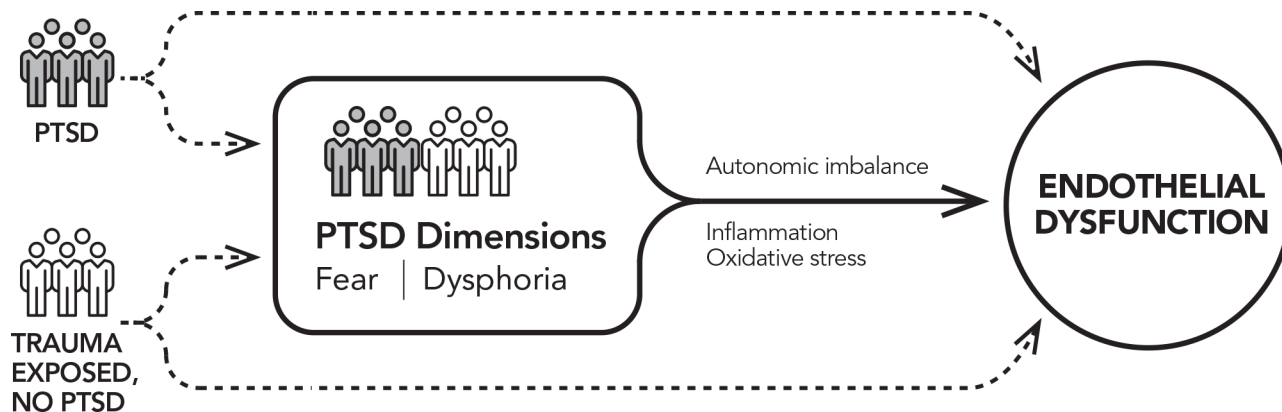 PTSD
TRAUMA
EXPOSED,
NO PTSD
PTSD Dimensions
Fear | Dysphoria
Autonomic imbalance
Inflammation
Oxidative stress
ENDOTHELIAL
DYSFUNCTION